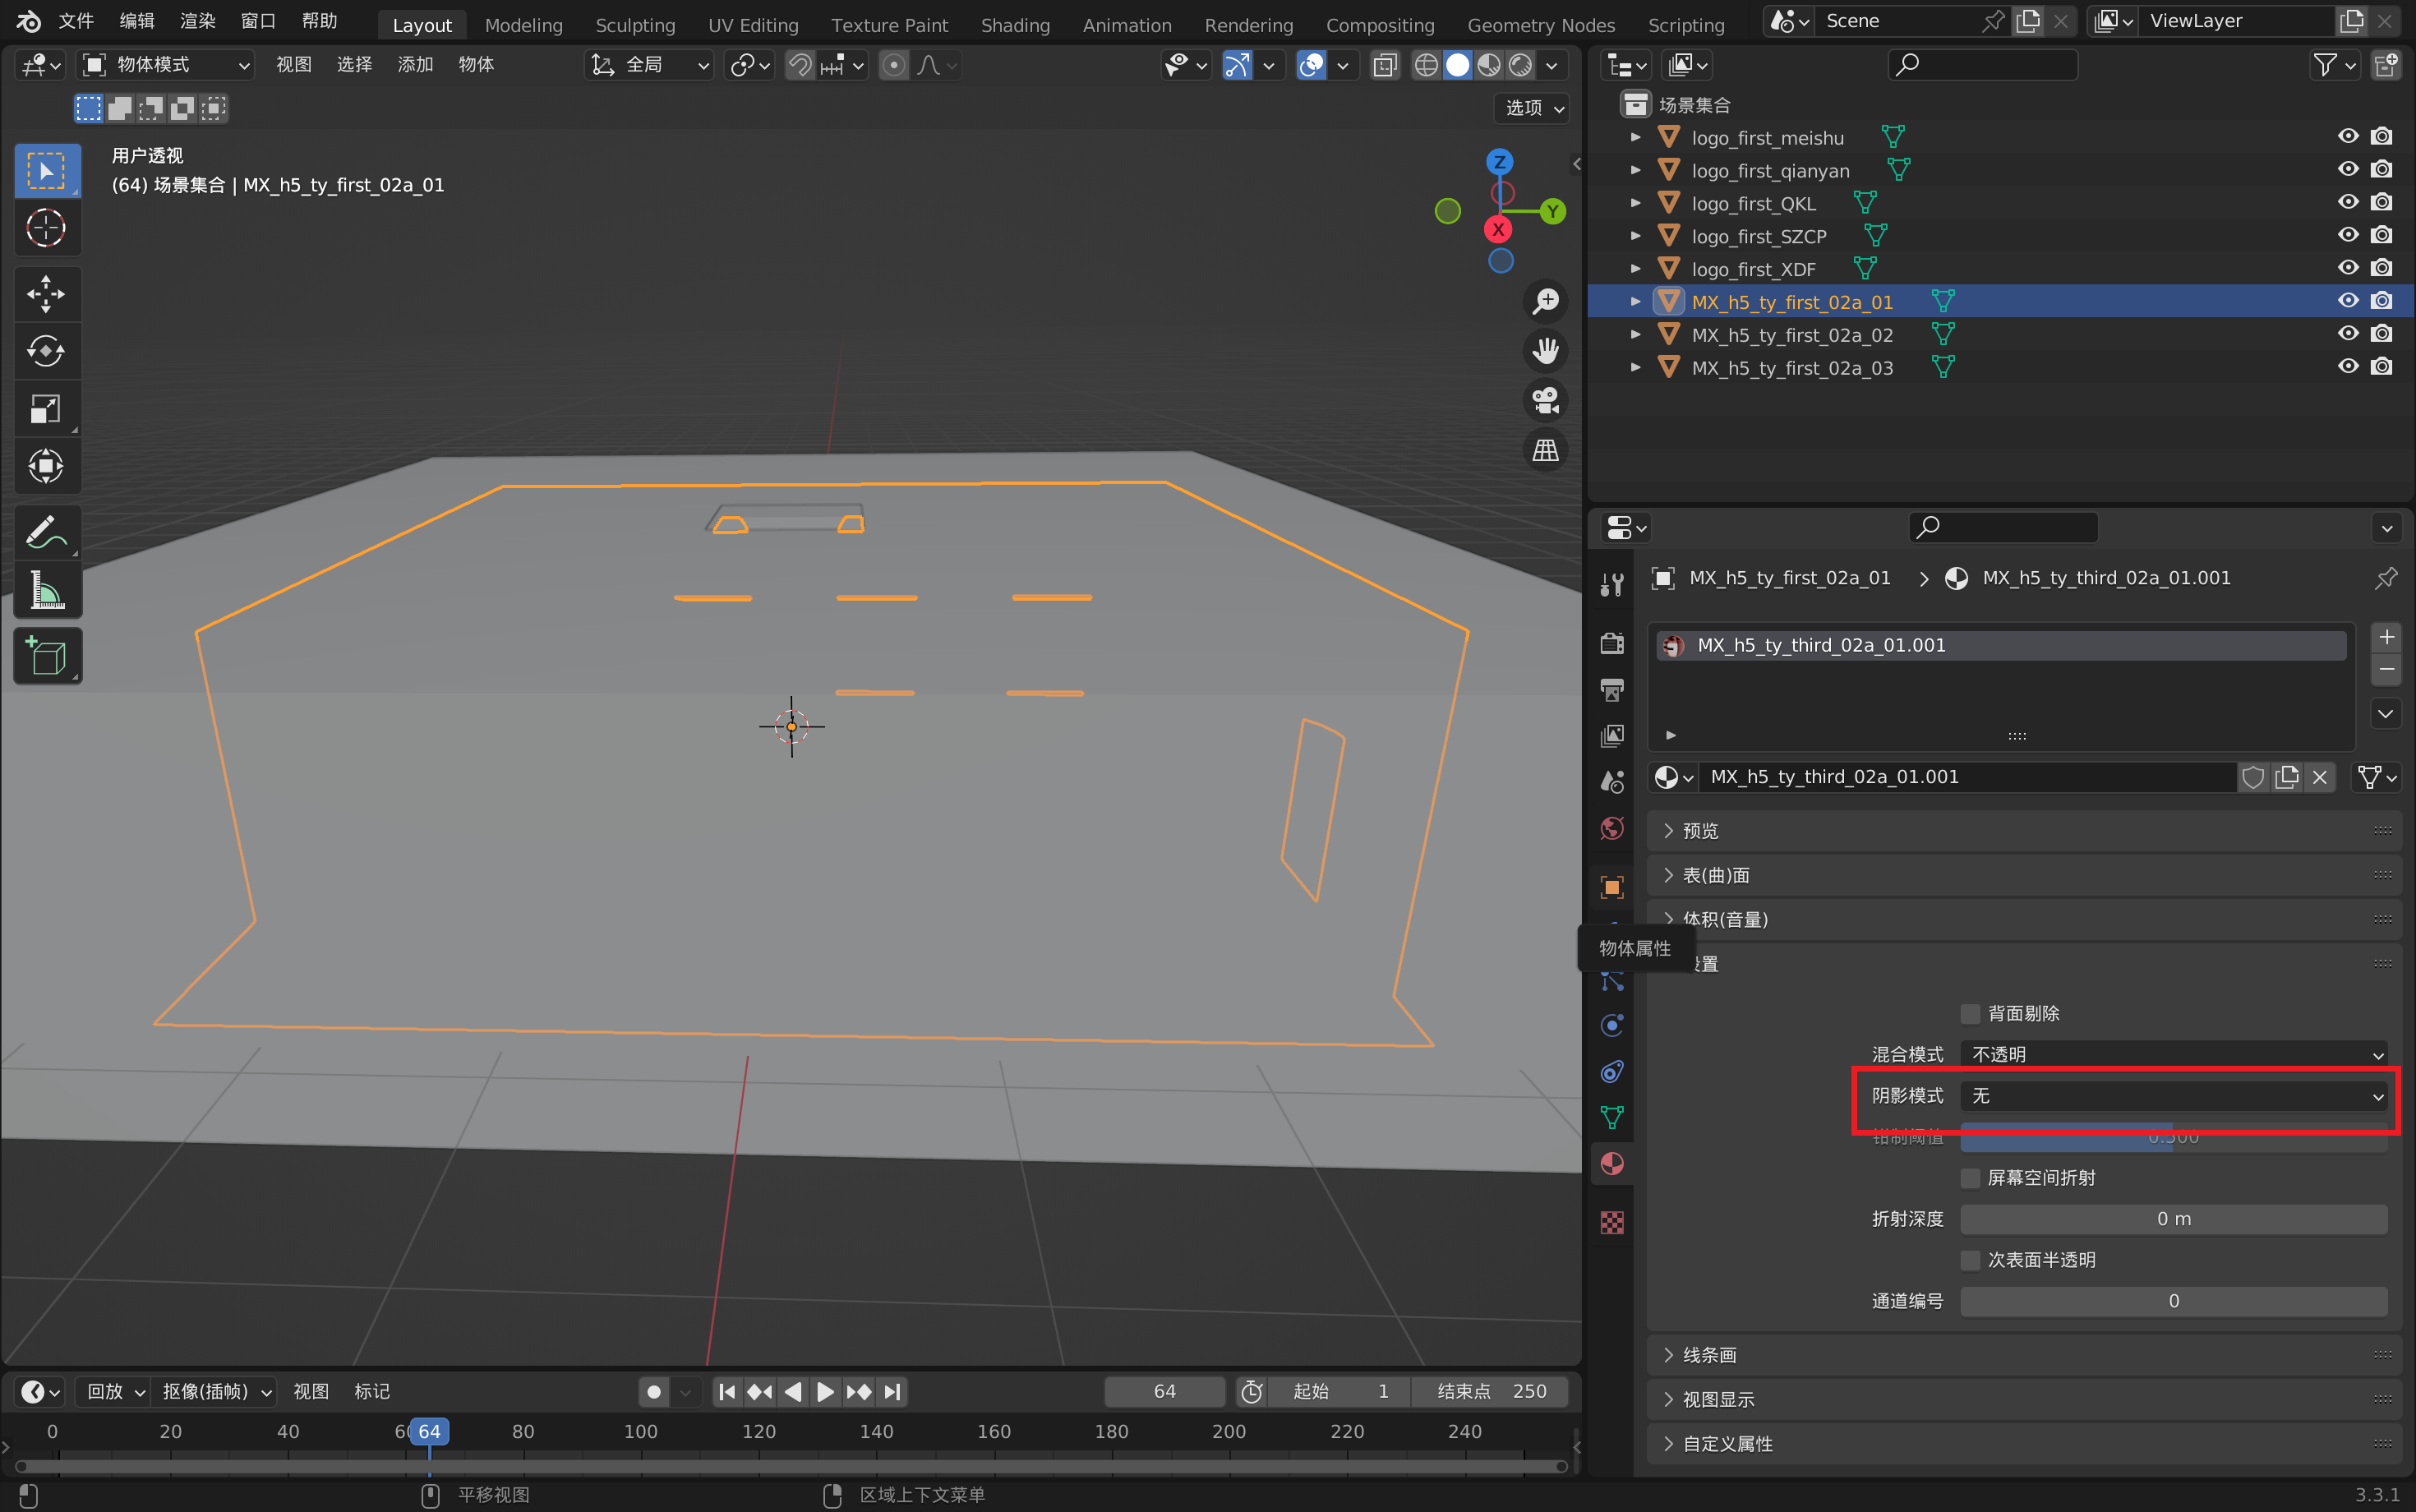 文件 编辑 渲染 窗口 帮助 Layout Modeling Sculpting UV Editing Texture Paint Shading Animation Rendering Compositing Geometry Nodes Scripting Scene ViewLayer
物体模式 视图 选择 添加 物体 全局
选项
用户透视
(64) 场景集合 | MX_h5_ty_first_02a_01
Z
Y
X
场景集合
logo_first_meishu
logo_first_qianyan
logo_first_QKL
logo_first_SZCP
logo_first_XDF
MX_h5_ty_first_02a_01
MX_h5_ty_first_02a_02
MX_h5_ty_first_02a_03
MX_h5_ty_first_02a_01 MX_h5_ty_third_02a_01.001
MX_h5_ty_third_02a_01.001
MX_h5_ty_third_02a_01.001
预览
表(曲)面
体积(音量)
物体属性
置
背面剔除
混合模式 不透明
阴影模式 无
钳制阈值 0.500
屏幕空间折射
折射深度 0 m
次表面半透明
通道编号 0
线条画
视图显示
自定义属性
回放 抠像(插帧) 视图 标记 64 起始 1 结束点 250
0 20 40 60 64 80 100 120 140 160 180 200 220 240
平移视图 区域上下文菜单 3.3.1